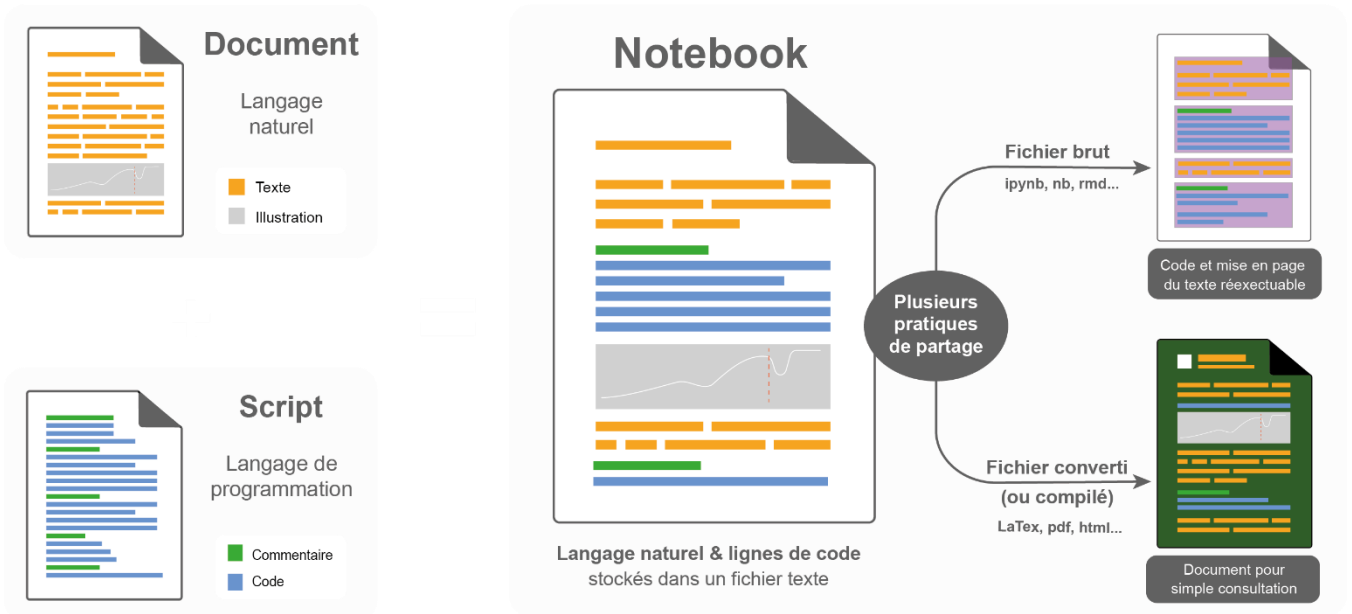 Document
Langage
naturel
Texte
Illustration
Script
Langage de
programmation
Commentaire
Code
Notebook
Langage naturel & lignes de code
stockés dans un fichier texte
Plusieurs
pratiques
de partage
Fichier brut
ipynb, nb, rmd...
Code et mise en page
du texte réexectuable
Fichier converti
(ou compilé)
LaTex, pdf, html...
Document pour
simple consultation